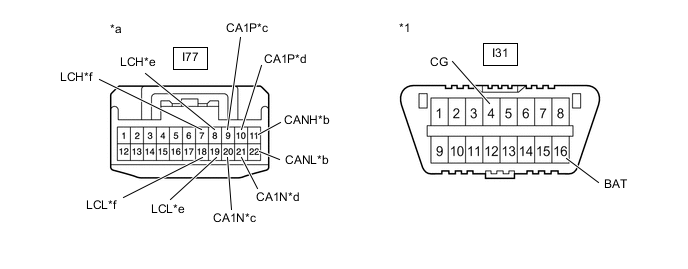 *a
I77
CA1P*c
CA1P*d
LCH*e
LCH*f
CANH*b
1 2 3 4 5 6 7 8 9 10 11
12 13 14 15 16 17 18 19 20 21 22
CANL*b
CA1N*d
CA1N*c
LCL*e
LCL*f
*1
I31
CG
1 2 3 4 5 6 7 8
9 10 11 12 13 14 15 16
BAT